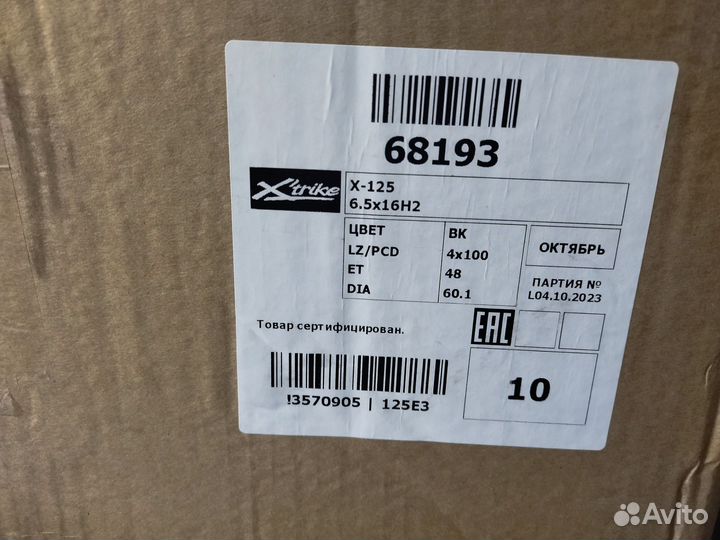 68193
X'trike
X-125
6.5x16H2
ЦВЕТ BK
LZ/PCD 4x100
ET 48
DIA 60.1
ОКТЯБРЬ
ПАРТИЯ №
L04.10.2023
Товар сертифицирован.
EAC
!3570905 | 125E3
10
Avito